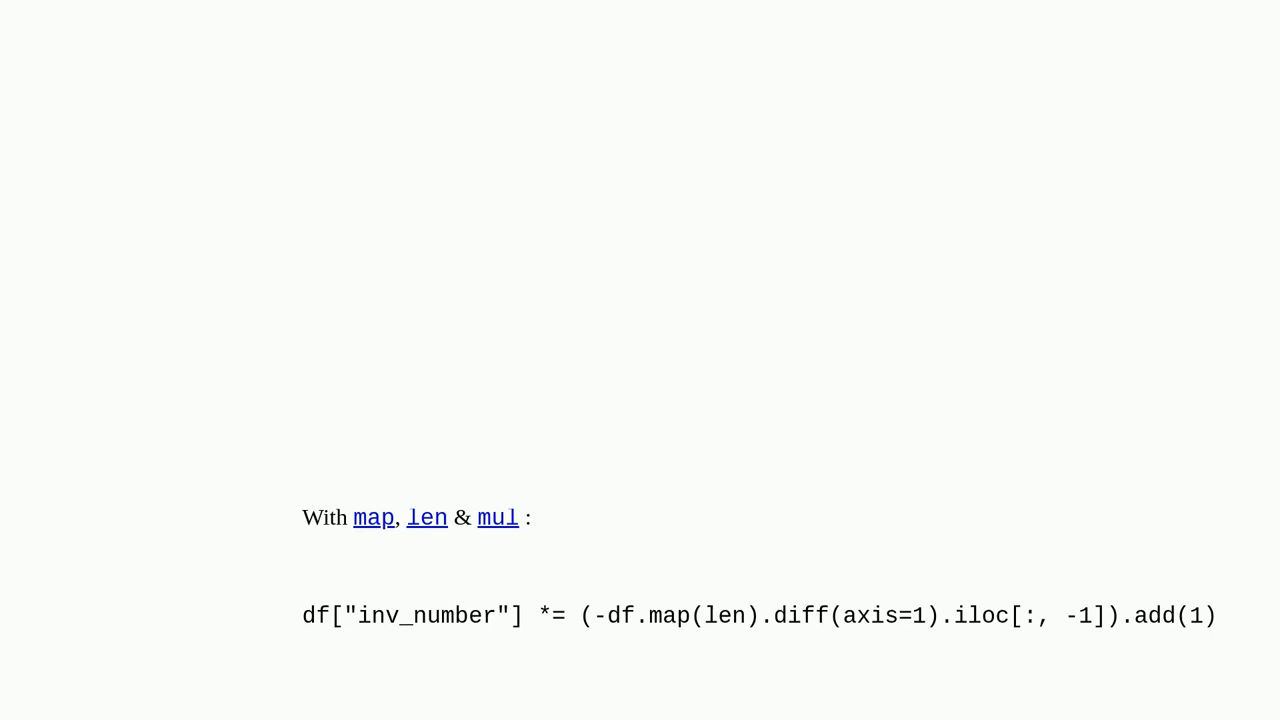 With map, len & mul :
df["inv_number"] *= (-df.map(len).diff(axis=1).iloc[:, -1]).add(1)